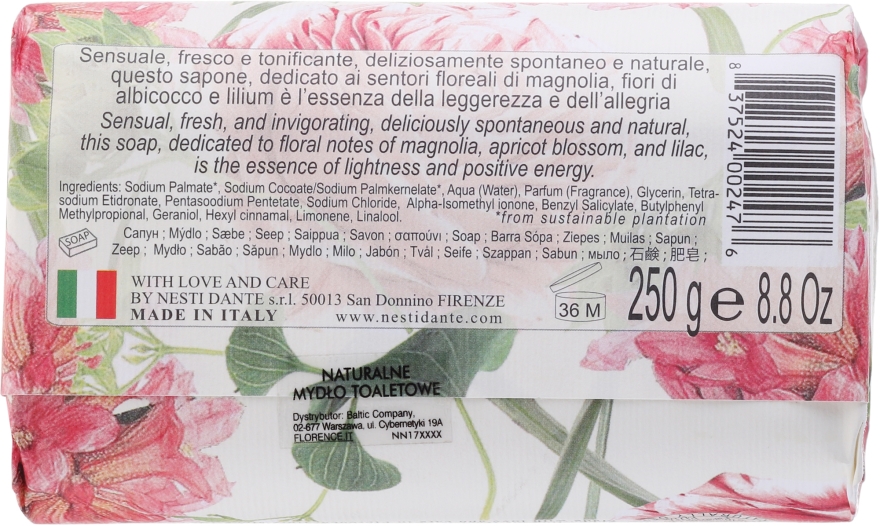 Sensuale, fresco e tonificante, deliziosamente spontaneo e naturale,
questo sapone, dedicato ai sentori floreali di magnolia, fiori di
albicocco e lilium è l'essenza della leggerezza e dell'allegria
Sensual, fresh, and invigorating, deliciously spontaneous and natural,
this soap, dedicated to floral notes of magnolia, apricot blossom, and lilac,
is the essence of lightness and positive energy.
Ingredients: Sodium Palmate*, Sodium Cocoate/Sodium Palmkernelate*, Aqua (Water), Parfum (Fragrance), Glycerin, Tetra-
sodium Etidronate, Pentasodium Pentetate, Sodium Chloride, Alpha-Isomethyl ionone, Benzyl Salicylate, Butylphenyl
Methylpropional, Geraniol, Hexyl cinnamal, Limonene, Linalool.
*from sustainable plantation
SOAP
Сапун ; Mýdlo ; Sæbe ; Seep ; Saippua ; Savon ; σαπούνι ; Soap ; Barra Sópa ; Ziepes ; Muilas ; Sapun ;
Zeep ; Mydło ; Sabão ; Săpun ; Mydlo ; Milo ; Jabón ; Tvål ; Seife ; Szappan ; Sabun ; мыло ; 石鹸 ; 肥皂 ;
8 37524 00247 6
WITH LOVE AND CARE
BY NESTI DANTE s.r.l. 50013 San Donnino FIRENZE
MADE IN ITALY www.nestidante.com
36 M
250 g e 8.8 Oz
NATURALNE
MYDŁO TOALETOWE
Dystrybutor: Baltic Company,
02-677 Warszawa, ul. Cybernetyki 19A
FLORENCE.IT NN17XXXX